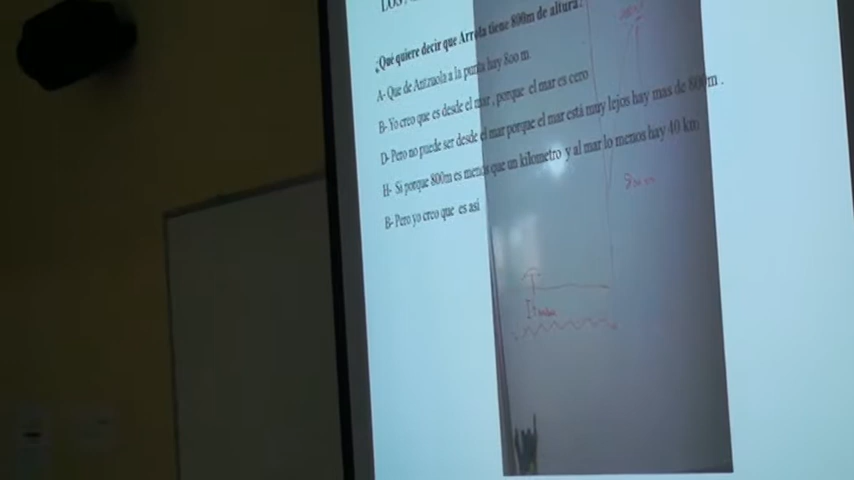 ¿Qué quiere decir que Arrola tiene 800m de altura?
A- Que de Antzuola a la punta hay 800 m
B- Yo creo que es desde el mar , porque el mar es cero
D- Pero no puede ser desde el mar porque el mar está muy lejos hay mas de 800m .
H- Si porque 800m es menos que un kilometro y al mar lo menos hay 40 km
B- Pero yo creo que es así